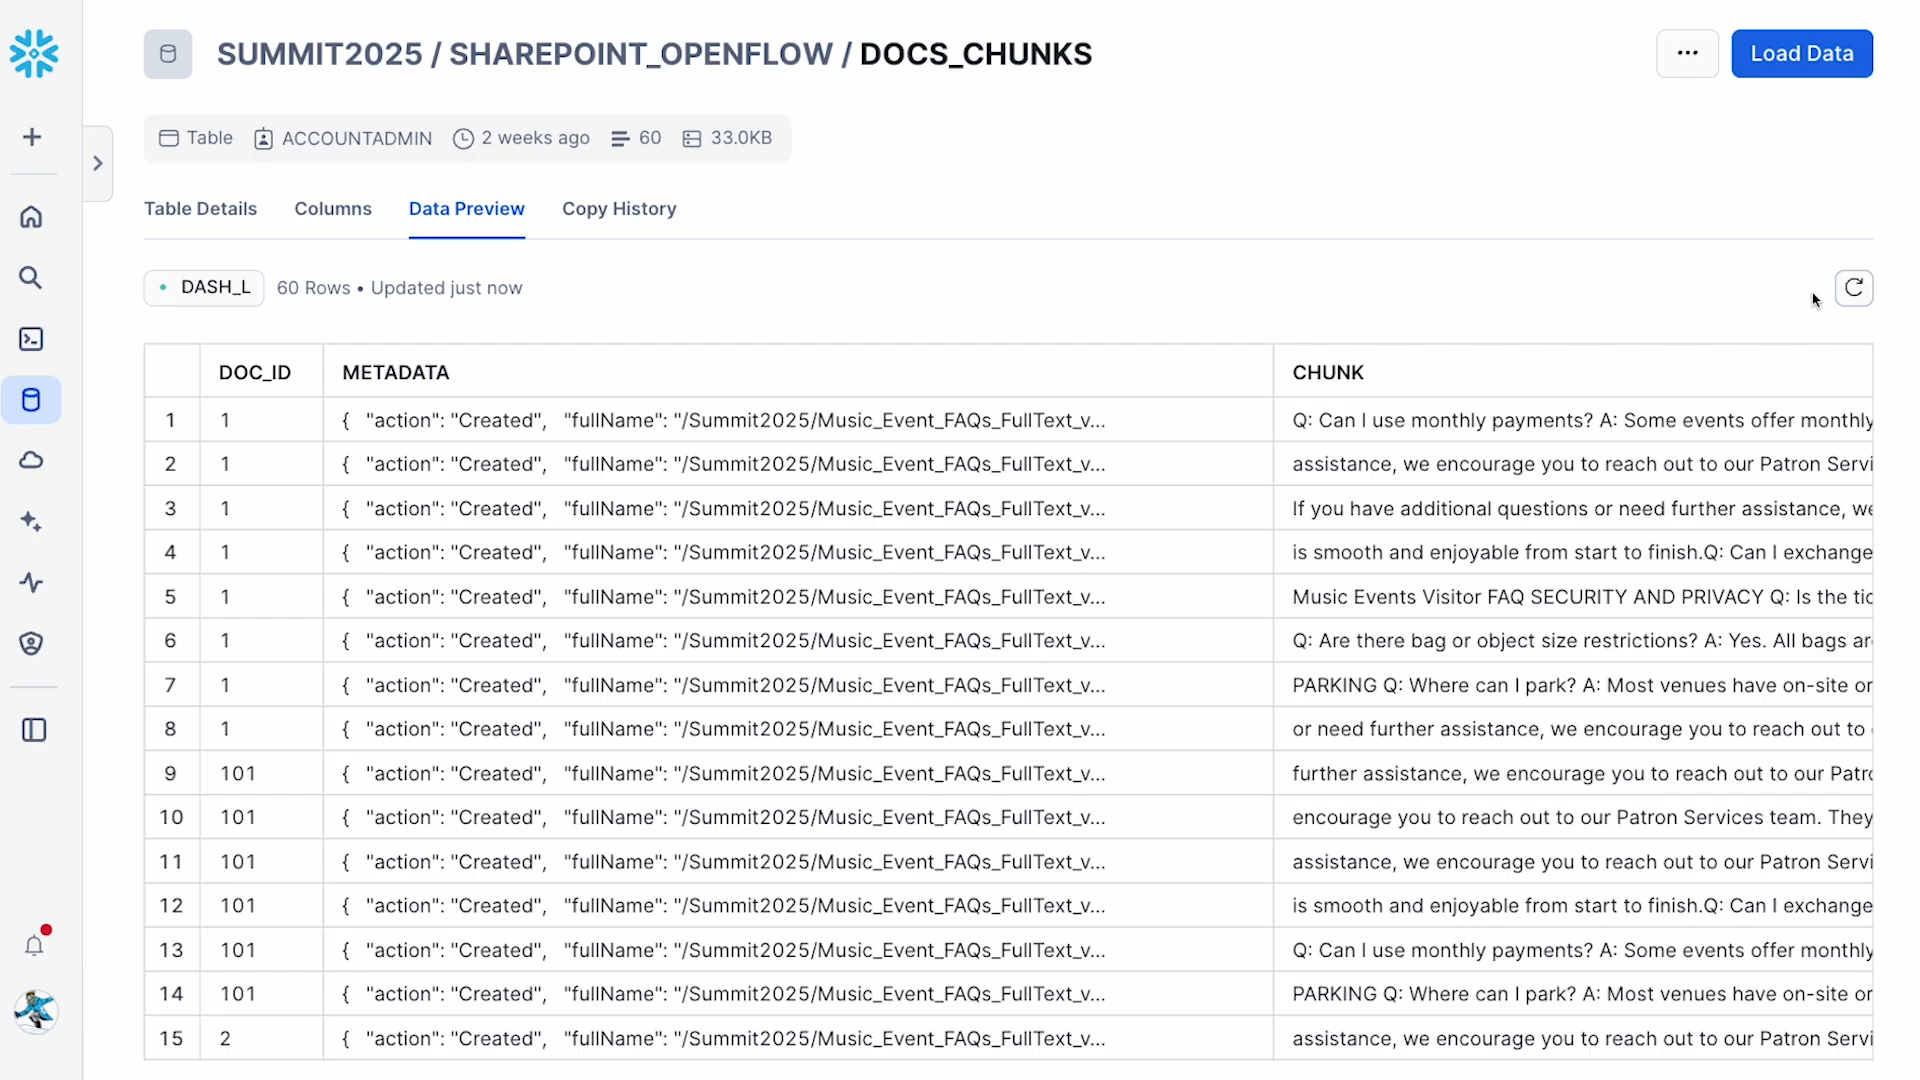 SUMMIT2025 / SHAREPOINT_OPENFLOW / DOCS_CHUNKS
... Load Data
Table ACCOUNTADMIN 2 weeks ago 60 33.0KB
Table Details Columns Data Preview Copy History
DASH_L 60 Rows • Updated just now
DOC_ID METADATA CHUNK
1 1 { "action": "Created", "fullName": "/Summit2025/Music_Event_FAQs_FullText_v... Q: Can I use monthly payments? A: Some events offer monthly
2 1 { "action": "Created", "fullName": "/Summit2025/Music_Event_FAQs_FullText_v... assistance, we encourage you to reach out to our Patron Servi
3 1 { "action": "Created", "fullName": "/Summit2025/Music_Event_FAQs_FullText_v... If you have additional questions or need further assistance, we
4 1 { "action": "Created", "fullName": "/Summit2025/Music_Event_FAQs_FullText_v... is smooth and enjoyable from start to finish.Q: Can I exchange
5 1 { "action": "Created", "fullName": "/Summit2025/Music_Event_FAQs_FullText_v... Music Events Visitor FAQ SECURITY AND PRIVACY Q: Is the tic
6 1 { "action": "Created", "fullName": "/Summit2025/Music_Event_FAQs_FullText_v... Q: Are there bag or object size restrictions? A: Yes. All bags ar
7 1 { "action": "Created", "fullName": "/Summit2025/Music_Event_FAQs_FullText_v... PARKING Q: Where can I park? A: Most venues have on-site or
8 1 { "action": "Created", "fullName": "/Summit2025/Music_Event_FAQs_FullText_v... or need further assistance, we encourage you to reach out to
9 101 { "action": "Created", "fullName": "/Summit2025/Music_Event_FAQs_FullText_v... further assistance, we encourage you to reach out to our Patro
10 101 { "action": "Created", "fullName": "/Summit2025/Music_Event_FAQs_FullText_v... encourage you to reach out to our Patron Services team. They
11 101 { "action": "Created", "fullName": "/Summit2025/Music_Event_FAQs_FullText_v... assistance, we encourage you to reach out to our Patron Servi
12 101 { "action": "Created", "fullName": "/Summit2025/Music_Event_FAQs_FullText_v... is smooth and enjoyable from start to finish.Q: Can I exchange
13 101 { "action": "Created", "fullName": "/Summit2025/Music_Event_FAQs_FullText_v... Q: Can I use monthly payments? A: Some events offer monthly
14 101 { "action": "Created", "fullName": "/Summit2025/Music_Event_FAQs_FullText_v... PARKING Q: Where can I park? A: Most venues have on-site or
15 2 { "action": "Created", "fullName": "/Summit2025/Music_Event_FAQs_FullText_v... assistance, we encourage you to reach out to our Patron Servi